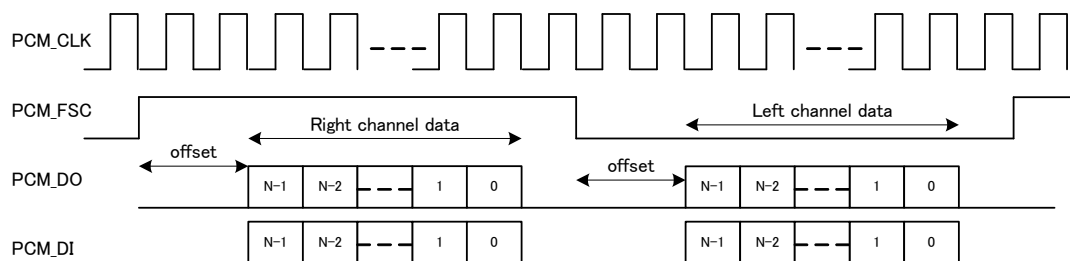 PCM_CLK
PCM_FSC
Right channel data
Left channel data
offset
offset
PCM_DO
N-1 N-2 1 0
N-1 N-2 1 0
PCM_DI
N-1 N-2 1 0
N-1 N-2 1 0